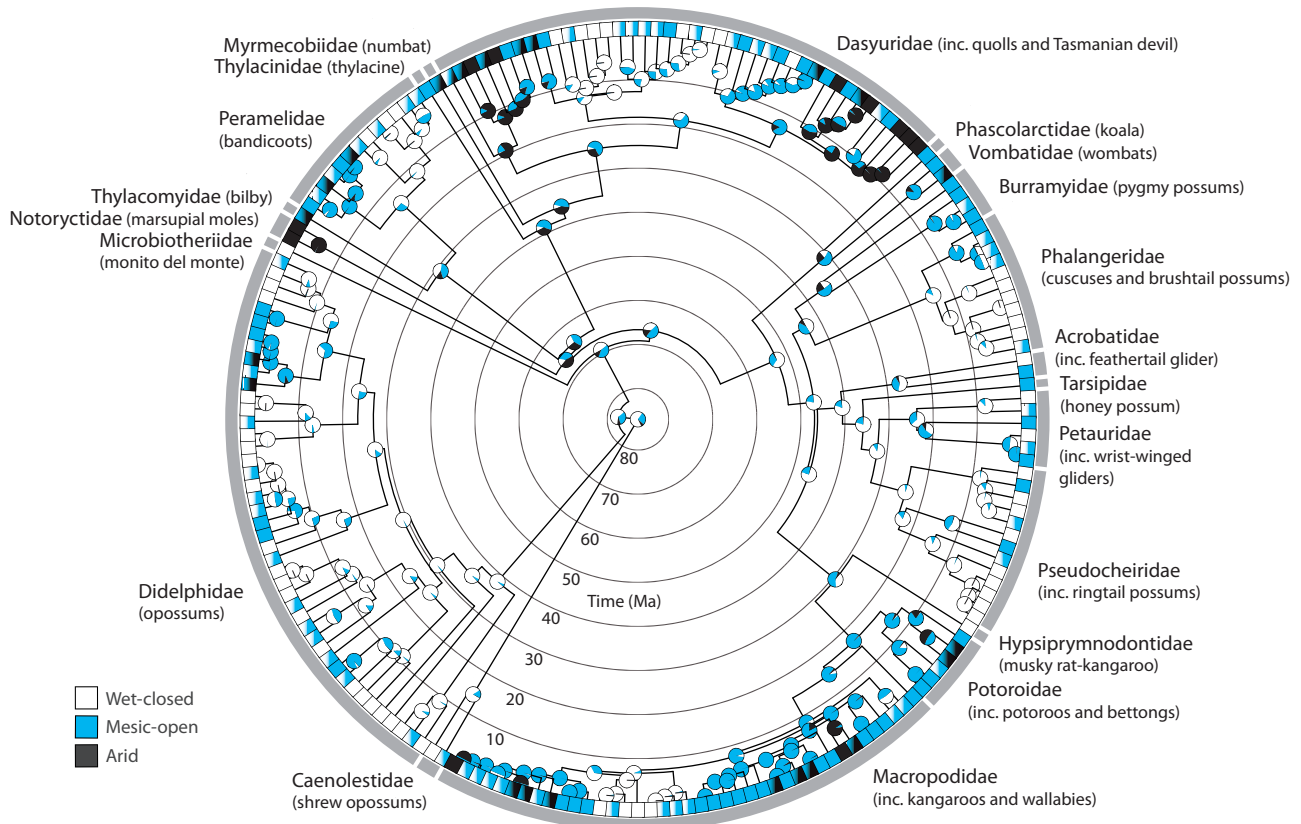 Myrmecobiidae (numbat)
Thylacinidae (thylacine)
Peramelidae
(bandicoots)
Thylacomyidae (bilby)
Notoryctidae (marsupial moles)
Microbiotheriidae
(monito del monte)
Didelphidae
(opossums)
Wet-closed
Mesic-open
Arid
Caenolestidae
(shrew opossums)
80
70
60
50
Time (Ma)
40
30
20
10
Dasyuridae (inc. quolls and Tasmanian devil)
Phascolarctidae (koala)
Vombatidae (wombats)
Burramyidae (pygmy possums)
Phalangeridae
(cuscuses and brushtail possums)
Acrobatidae
(inc. feathertail glider)
Tarsipidae
(honey possum)
Petauridae
(inc. wrist-winged
gliders)
Pseudocheiridae
(inc. ringtail possums)
Hypsiprymnodontidae
(musky rat-kangaroo)
Potoroidae
(inc. potoroos and bettongs)
Macropodidae
(inc. kangaroos and wallabies)